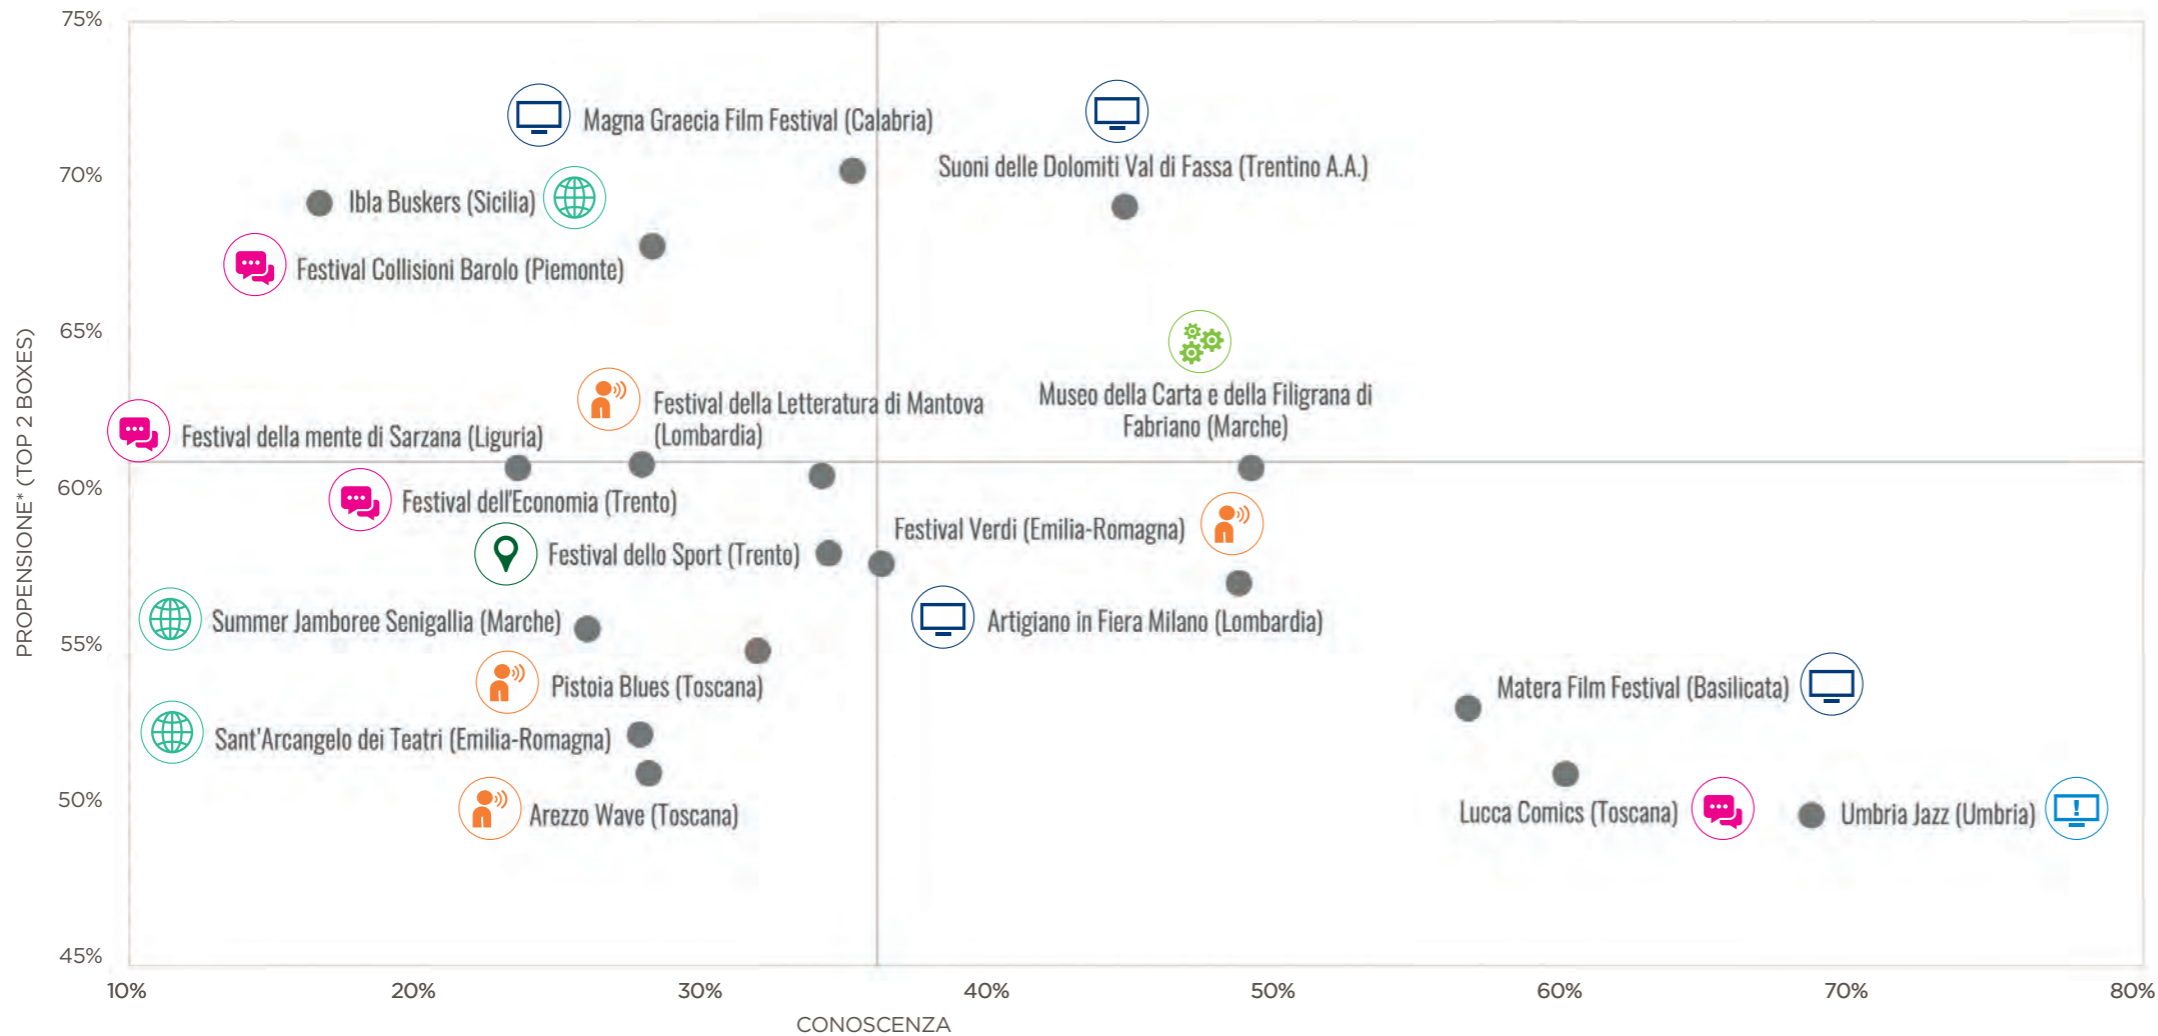 75%
70%
65%
60%
55%
50%
45%
PROPENSIONE* (TOP 2 BOXES)
Magna Graecia Film Festival (Calabria)
Suoni delle Dolomiti Val di Fassa (Trentino A.A.)
Ibla Buskers (Sicilia)
Festival Collisioni Barolo (Piemonte)
Festival della Letteratura di Mantova
(Lombardia)
Museo della Carta e della Filigrana di
Fabriano (Marche)
Festival della mente di Sarzana (Liguria)
Festival dell'Economia (Trento)
Festival Verdi (Emilia-Romagna)
Festival dello Sport (Trento)
Summer Jamboree Senigallia (Marche)
Artigiano in Fiera Milano (Lombardia)
Pistoia Blues (Toscana)
Matera Film Festival (Basilicata)
Sant'Arcangelo dei Teatri (Emilia-Romagna)
Arezzo Wave (Toscana)
Lucca Comics (Toscana)
Umbria Jazz (Umbria)
10%
20%
30%
40%
50%
60%
70%
80%
CONOSCENZA